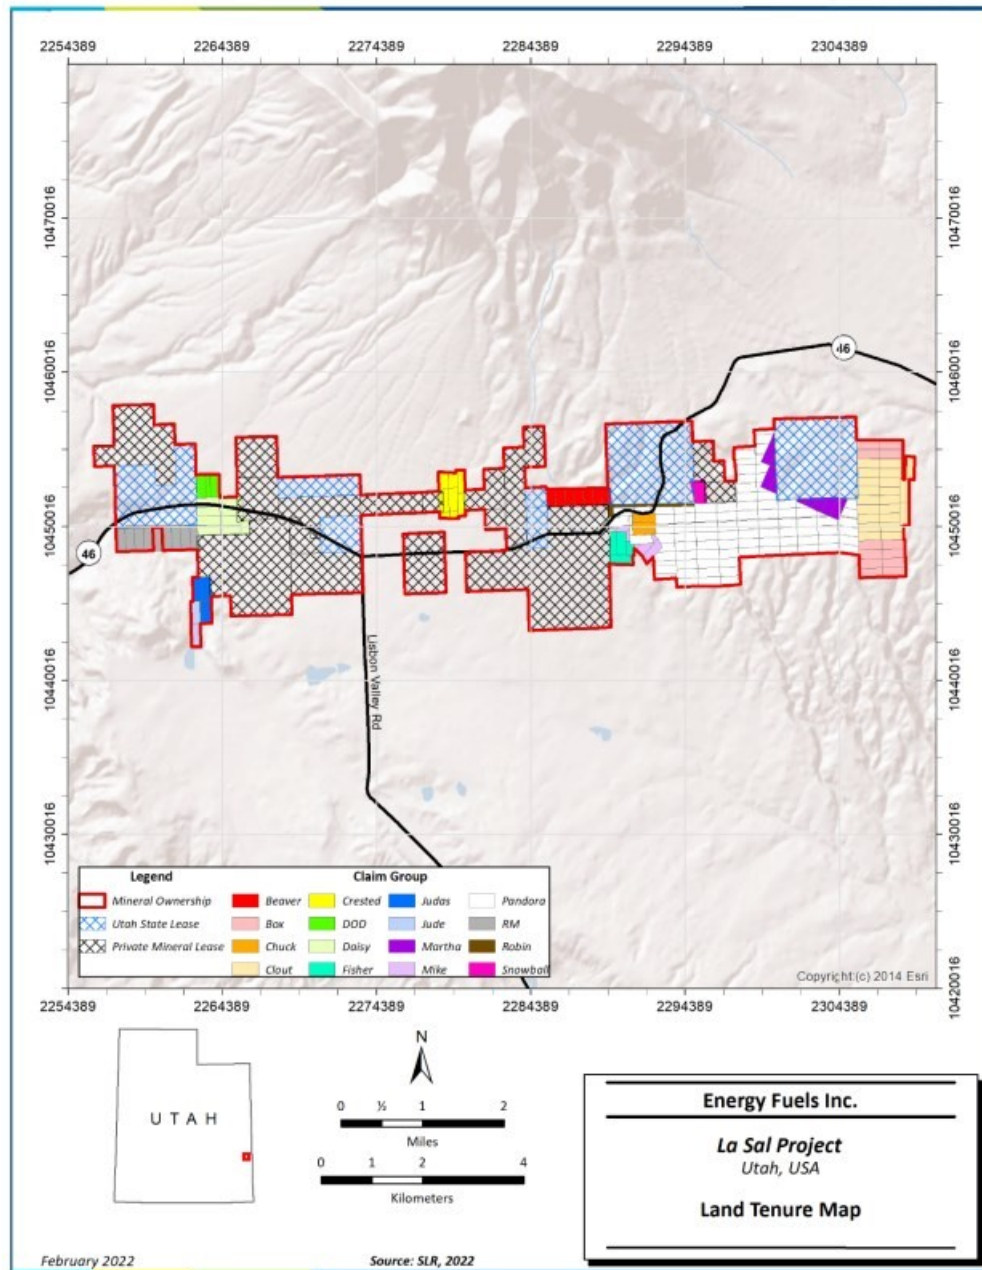 2254389 2264389 2274389 2284389 2294389 2304389
10470016 10470016
10460016 10460016
10450016 10450016
10440016 10440016
10430016 10430016
10420016 10420016
46
46
Lisbon Valley Rd
Legend Claim Group
Mineral Ownership Beaver Crested Judas Pandora
Utah State Lease Box DOD Jude RM
Private Mineral Lease Chuck Daisy Martha Robin
Clout Fisher Mike Snowball
Copyright:(c) 2014 Esri
2254389 2264389 2274389 2284389 2294389 2304389
UTAH
N
0 ½ 1 2
Miles
0 1 2 4
Kilometers
Energy Fuels Inc.
La Sal Project
Utah, USA
Land Tenure Map
February 2022
Source: SLR, 2022